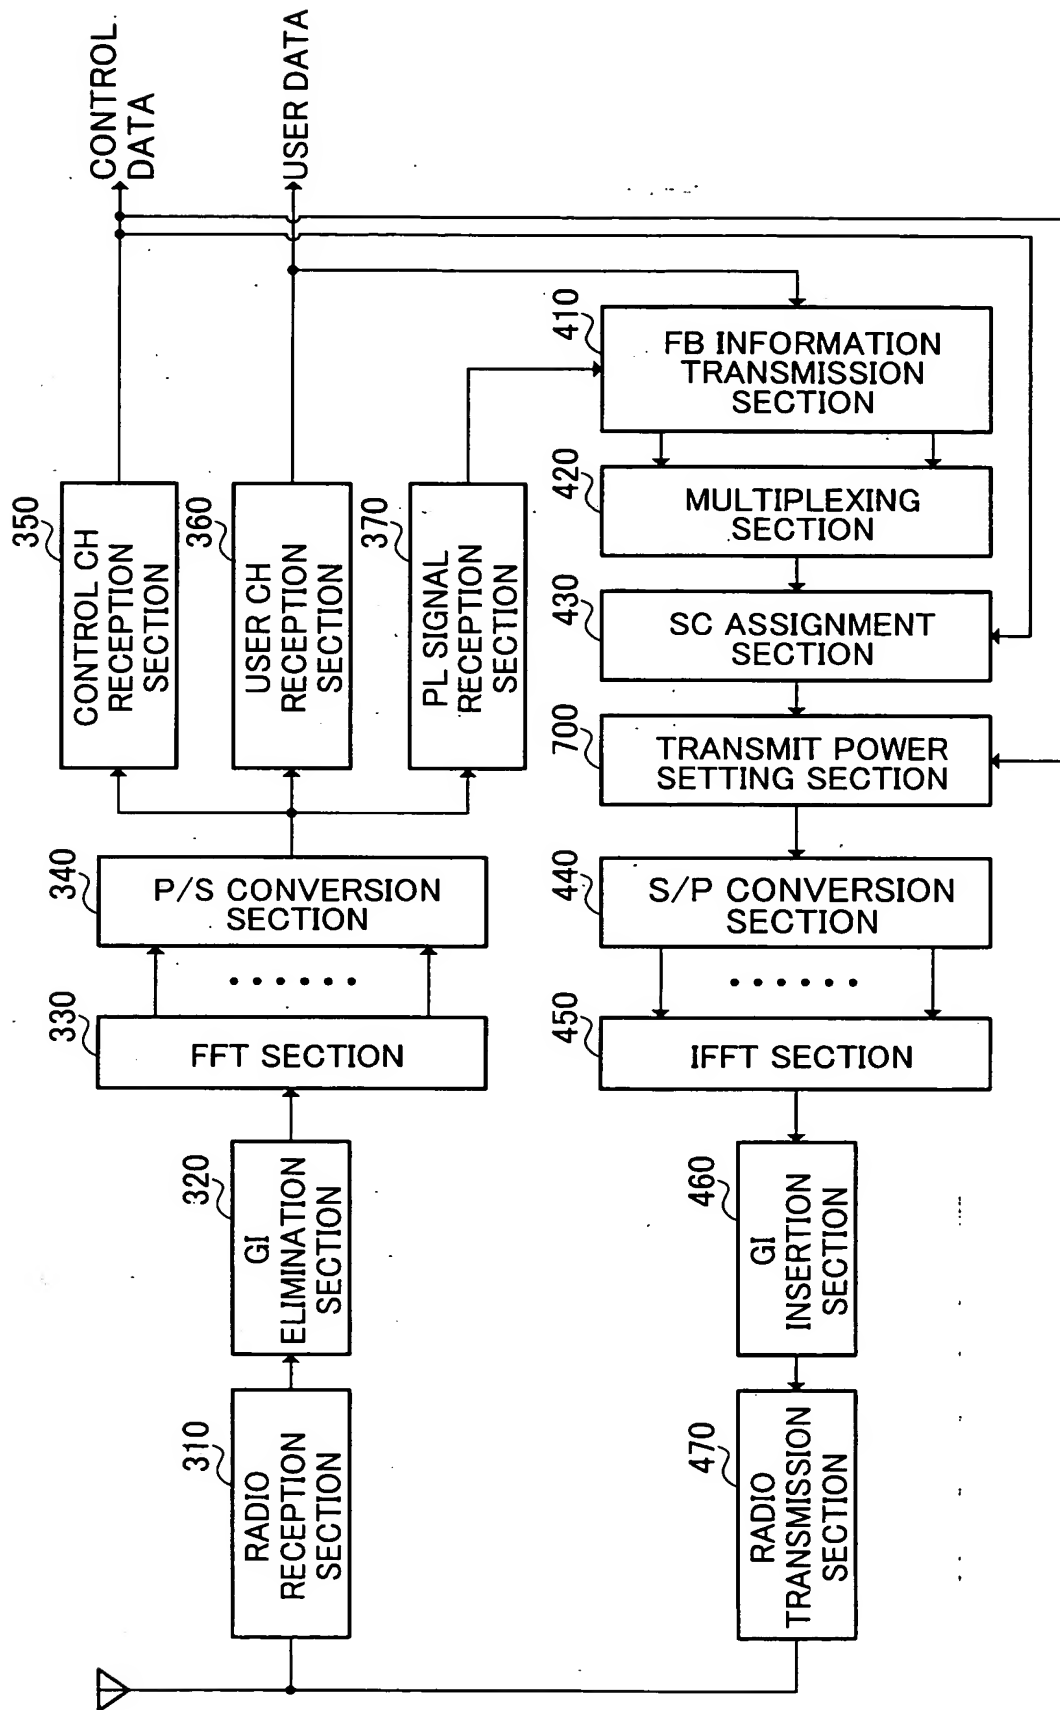 310
RADIO
RECEPTION
SECTION
320
GI
ELIMINATION
SECTION
330
FFT SECTION
340
P/S CONVERSION
SECTION
350
CONTROL CH
RECEPTION
SECTION
360
USER CH
RECEPTION
SECTION
370
PL SIGNAL
RECEPTION
SECTION
CONTROL
DATA
USER DATA
410
FB INFORMATION
TRANSMISSION
SECTION
420
MULTIPLEXING
SECTION
430
SC ASSIGNMENT
SECTION
700
TRANSMIT POWER
SETTING SECTION
440
S/P CONVERSION
SECTION
450
IFFT SECTION
460
GI
INSERTION
SECTION
470
RADIO
TRANSMISSION
SECTION